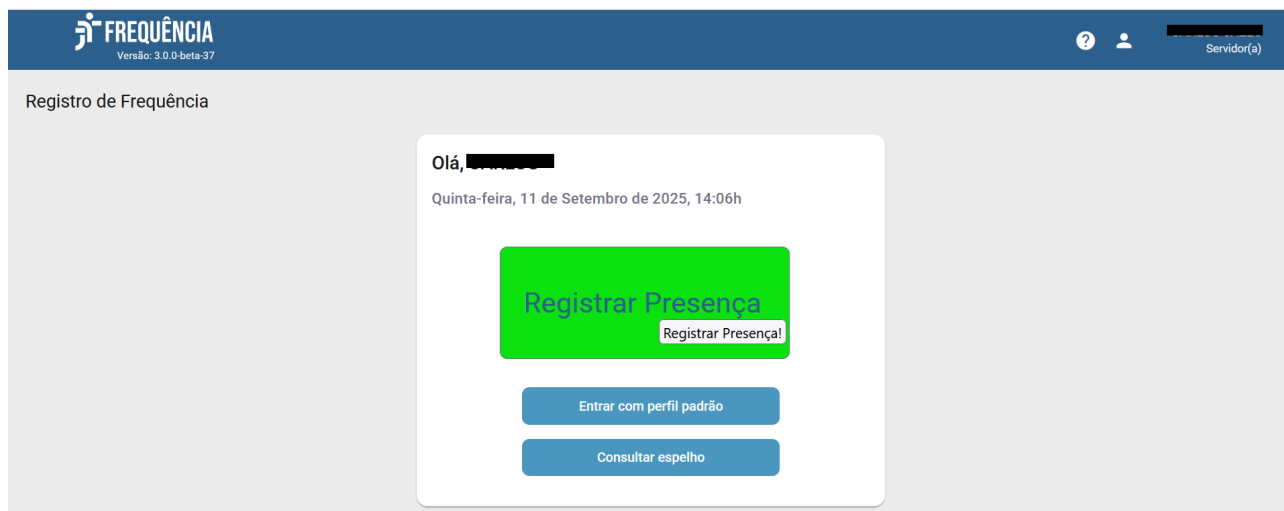 FREQUÊNCIA
Versão: 3.0.0-beta-37
Servidor(a)
Registro de Frequência
Olá,
Quinta-feira, 11 de Setembro de 2025, 14:06h
Registrar Presença
Registrar Presença!
Entrar com perfil padrão
Consultar espelho